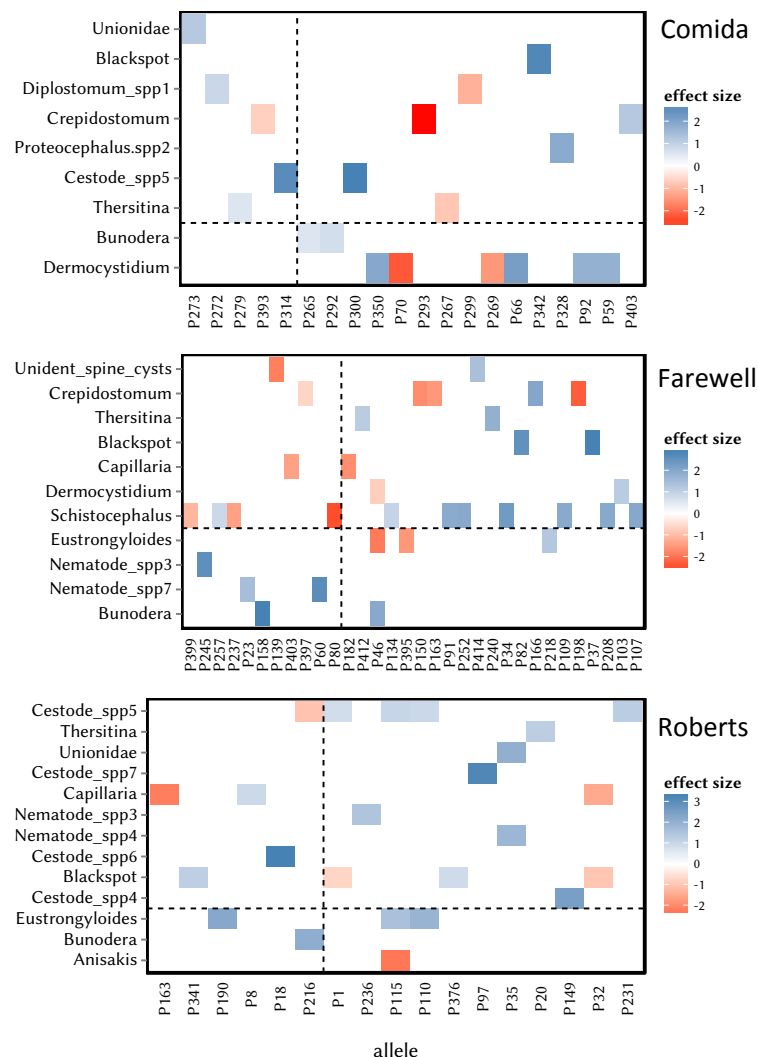 Comida
Unionidae
Blackspot
Diplostomum_spp1
Crepidostomum
Proteocephalus.spp2
Cestode_spp5
Thersitina
Bunodera
Dermocystidium
effect size
2
1
0
-1
-2
P273 P272 P279 P393 P314 P265 P292 P300 P350 P70 P293 P267 P299 P269 P66 P342 P328 P92 P59 P403
Farewell
Unident_spine_cysts
Crepidostomum
Thersitina
Blackspot
Capillaria
Dermocystidium
Schistocephalus
Eustrongyloides
Nematode_spp3
Nematode_spp7
Bunodera
effect size
2
1
0
-1
-2
P399 P245 P257 P237 P23 P158 P139 P403 P397 P60 P80 P182 P412 P46 P134 P395 P150 P163 P91 P252 P414 P34 P240 P82 P166 P218 P109 P198 P37 P208 P103 P107
Roberts
Cestode_spp5
Thersitina
Unionidae
Cestode_spp7
Capillaria
Nematode_spp3
Nematode_spp4
Cestode_spp6
Blackspot
Cestode_spp4
Eustrongyloides
Bunodera
Anisakis
effect size
3
2
1
0
-1
-2
P163 P341 P190 P8 P18 P216 P1 P236 P115 P110 P376 P97 P35 P20 P149 P32 P231
allele